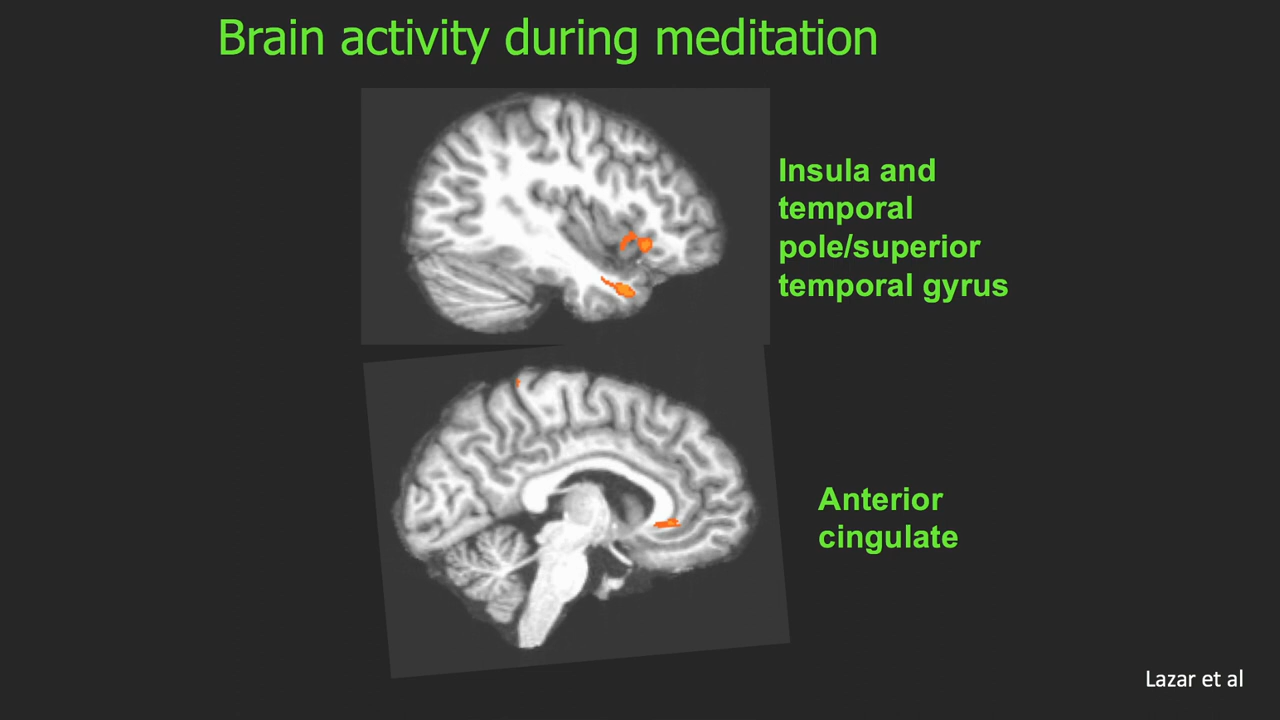 Brain activity during meditation
Insula and
temporal
pole/superior
temporal gyrus
Anterior
cingulate
Lazar et al